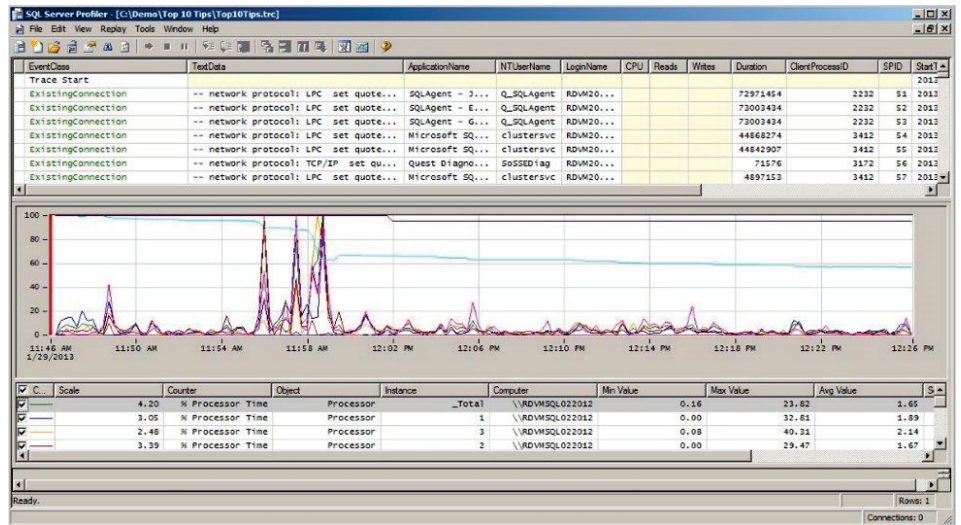 SQL Server Profiler - [C:\Demo\Top 10 Tips\Top10Tips.trc]
File Edit View Replay Tools Window Help
EventClass TextData ApplicationName NTUserName LoginName CPU Reads Writes Duration ClientProcessID SPID StartT
Trace Start 2013
ExistingConnection -- network protocol: LPC set quote... SQLAgent - J... Q_SQLAgent RDVM20... 72971454 2232 51 2013
ExistingConnection -- network protocol: LPC set quote... SQLAgent - E... Q_SQLAgent RDVM20... 73003434 2232 52 2013
ExistingConnection -- network protocol: LPC set quote... SQLAgent - G... Q_SQLAgent RDVM20... 73003434 2232 53 2013
ExistingConnection -- network protocol: LPC set quote... Microsoft SQ... clustersvc RDVM20... 44868274 3412 54 2013
ExistingConnection -- network protocol: LPC set quote... Microsoft SQ... clustersvc RDVM20... 44842907 3412 55 2013
ExistingConnection -- network protocol: TCP/IP set qu... Quest Diagno... SoSSEDiag RDVM20... 71576 3172 56 2013
ExistingConnection -- network protocol: LPC set quote... Microsoft SQ... clustersvc RDVM20... 4897153 3412 57 2013
100
80
60
40
20
0
11:46 AM 11:50 AM 11:54 AM 11:58 AM 12:02 PM 12:06 PM 12:10 PM 12:14 PM 12:18 PM 12:22 PM 12:26 PM
1/29/2013
C... Scale Counter Object Instance Computer Min Value Max Value Avg Value S
4.20 % Processor Time Processor _Total \\RDVMSQL022012 0.16 23.82 1.65
3.05 % Processor Time Processor 1 \\RDVMSQL022012 0.00 32.81 1.89
2.48 % Processor Time Processor 3 \\RDVMSQL022012 0.08 40.31 2.14
3.39 % Processor Time Processor 2 \\RDVMSQL022012 0.00 29.47 1.67
Ready. Rows: 1
Connections: 0